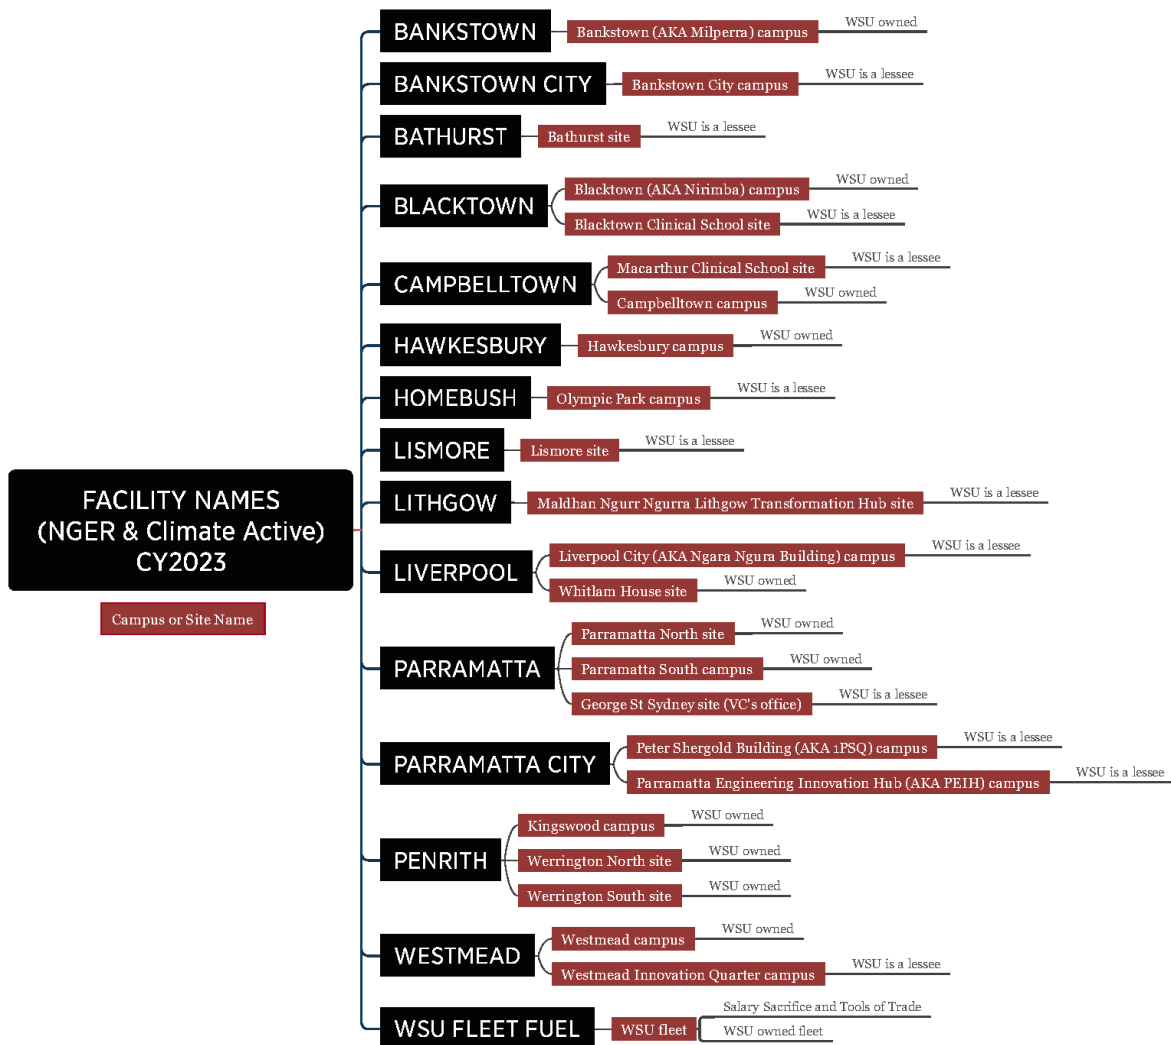 FACILITY NAMES
(NGER & Climate Active)
CY2023
Campus or Site Name
BANKSTOWN
Bankstown (AKA Milperra) campus
WSU owned
BANKSTOWN CITY
Bankstown City campus
WSU is a lessee
BATHURST
Bathurst site
WSU is a lessee
BLACKTOWN
Blacktown (AKA Nirimba) campus
WSU owned
Blacktown Clinical School site
WSU is a lessee
CAMPBELLTOWN
Macarthur Clinical School site
WSU is a lessee
Campbelltown campus
WSU owned
HAWKESBURY
Hawkesbury campus
WSU owned
HOMEBUSH
Olympic Park campus
WSU is a lessee
LISMORE
Lismore site
WSU is a lessee
LITHGOW
Maldhan Ngurr Ngurra Lithgow Transformation Hub site
WSU is a lessee
LIVERPOOL
Liverpool City (AKA Ngara Ngura Building) campus
WSU is a lessee
Whitlam House site
WSU owned
PARRAMATTA
Parramatta North site
WSU owned
Parramatta South campus
WSU owned
George St Sydney site (VC's office)
WSU is a lessee
PARRAMATTA CITY
Peter Shergold Building (AKA 1PSQ) campus
WSU is a lessee
Parramatta Engineering Innovation Hub (AKA PEIH) campus
WSU is a lessee
PENRITH
Kingswood campus
WSU owned
Werrington North site
WSU owned
Werrington South site
WSU owned
WESTMEAD
Westmead campus
WSU owned
Westmead Innovation Quarter campus
WSU is a lessee
WSU FLEET FUEL
WSU fleet
Salary Sacrifice and Tools of Trade
WSU owned fleet